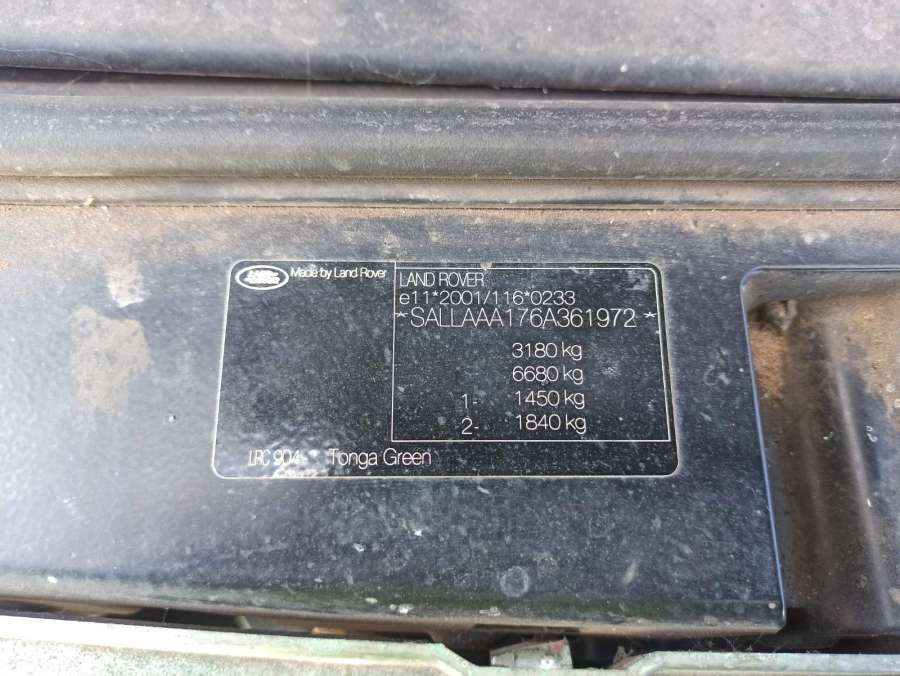 LAND ROVER
Made by Land Rover
LAND ROVER
e11*2001/116*0233
*SALLAAA176A361972*
3180 kg
6680 kg
1- 1450 kg
2- 1840 kg
LRC 904 Tonga Green